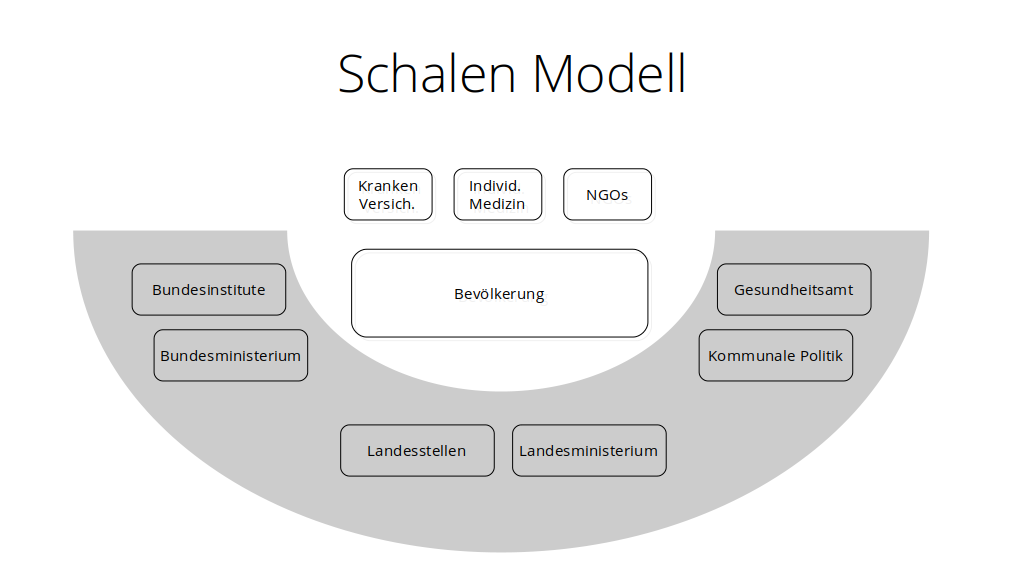 Schalen Modell
Kranken
Versich.
Individ.
Medizin
NGOs
Bevölkerung
Bundesinstitute
Gesundheitsamt
Bundesministerium
Kommunale Politik
Landesstellen
Landesministerium